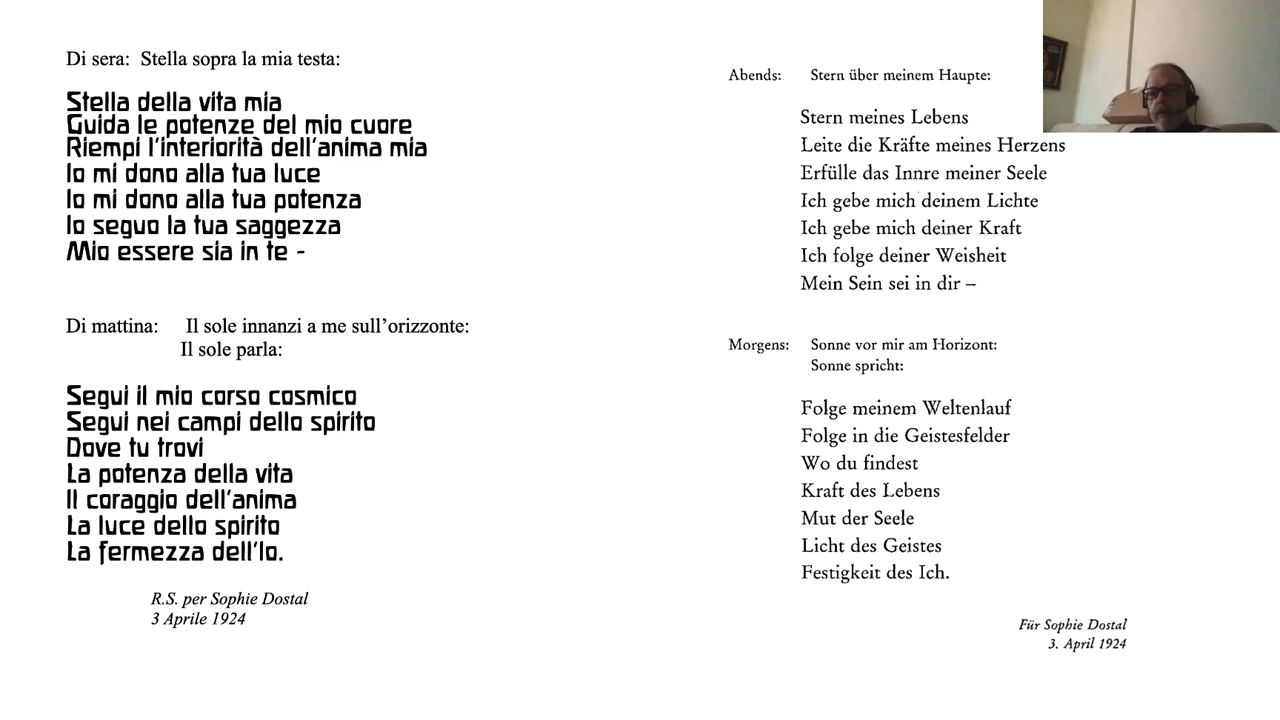 Di sera: Stella sopra la mia testa:
Stella della vita mia
Guida le potenze del mio cuore
Riempi l'interiorità dell'anima mia
Io mi dono alla tua luce
Io mi dono alla tua potenza
Io seguo la tua saggezza
Mio essere sia in te -
Di mattina: Il sole innanzi a me sull'orizzonte:
Il sole parla:
Segui il mio corso cosmico
Segui nei campi dello spirito
Dove tu trovi
La potenza della vita
Il coraggio dell'anima
La luce dello spirito
La fermezza dell'Io.
R.S. per Sophie Dostal
3 Aprile 1924
Abends: Stern über meinem Haupte:
Stern meines Lebens
Leite die Kräfte meines Herzens
Erfülle das Innre meiner Seele
Ich gebe mich deinem Lichte
Ich gebe mich deiner Kraft
Ich folge deiner Weisheit
Mein Sein sei in dir –
Morgens: Sonne vor mir am Horizont:
Sonne spricht:
Folge meinem Weltenlauf
Folge in die Geistesfelder
Wo du findest
Kraft des Lebens
Mut der Seele
Licht des Geistes
Festigkeit des Ich.
Für Sophie Dostal
3. April 1924